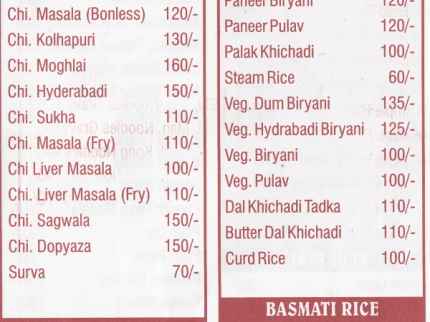 Chi. Masala (Bonless) 120/-
Chi. Kolhapuri 130/-
Chi. Moghlai 160/-
Chi. Hyderabadi 150/-
Chi. Sukha 110/-
Chi. Masala (Fry) 110/-
Chi Liver Masala 100/-
Chi. Liver Masala (Fry) 110/-
Chi. Sagwala 150/-
Chi. Dopyaza 150/-
Surva 70/-
Paneer Biryani 120/-
Paneer Pulav 120/-
Palak Khichadi 100/-
Steam Rice 60/-
Veg. Dum Biryani 135/-
Veg. Hydrabadi Biryani 125/-
Veg. Biryani 100/-
Veg. Pulav 100/-
Dal Khichadi Tadka 110/-
Butter Dal Khichadi 110/-
Curd Rice 100/-
BASMATI RICE